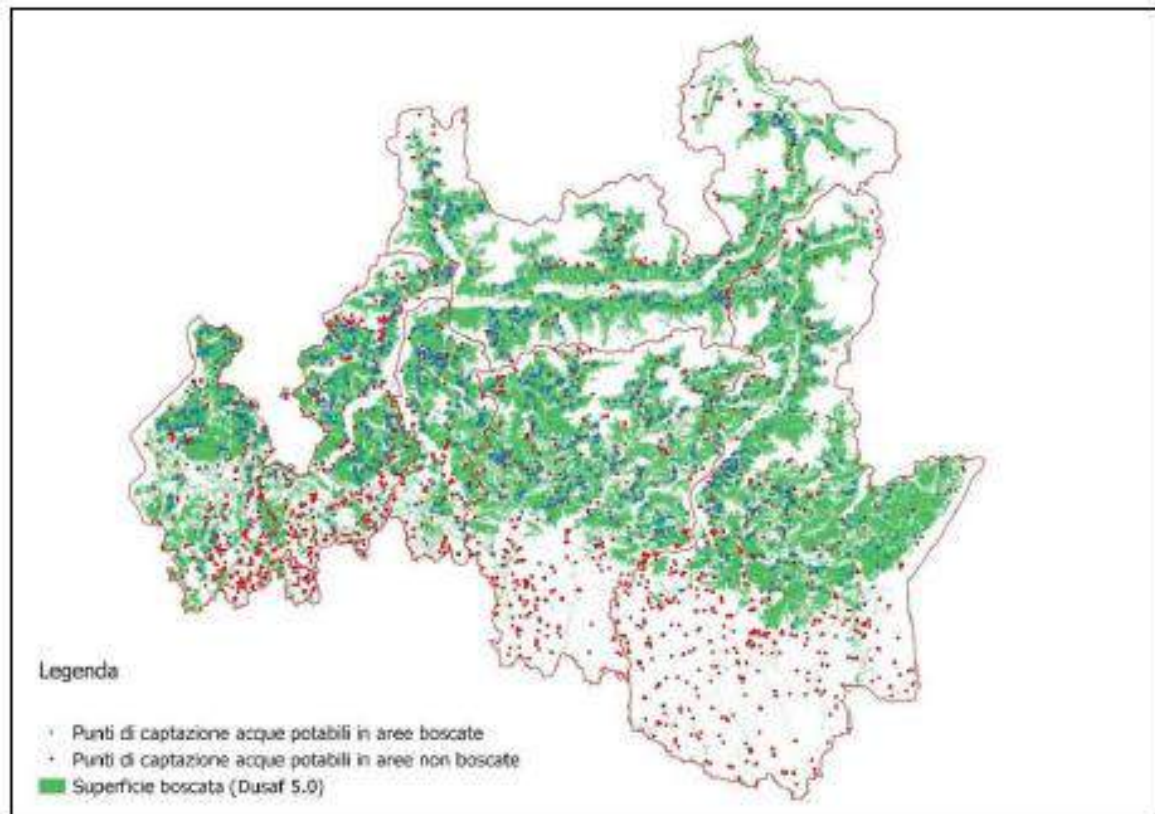 Legenda
Punti di captazione acque potabili in aree boscate
Punti di captazione acque potabili in aree non boscate
Superficie boscata (Dusaf 5.0)